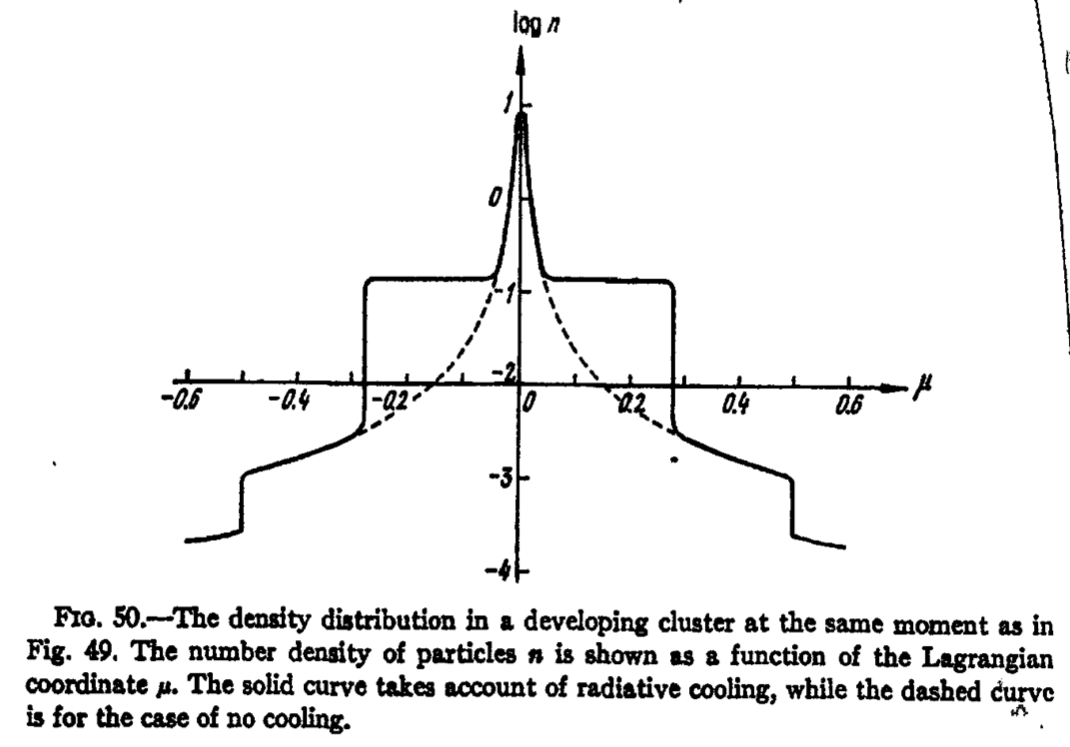 log n
1
0
-1
-2
-0.6 -0.4 -0.2 0 0.2 0.4 0.6 μ
-3
-4
FIG. 50.—The density distribution in a developing cluster at the same moment as in
Fig. 49. The number density of particles n is shown as a function of the Lagrangian
coordinate μ. The solid curve takes account of radiative cooling, while the dashed curve
is for the case of no cooling.